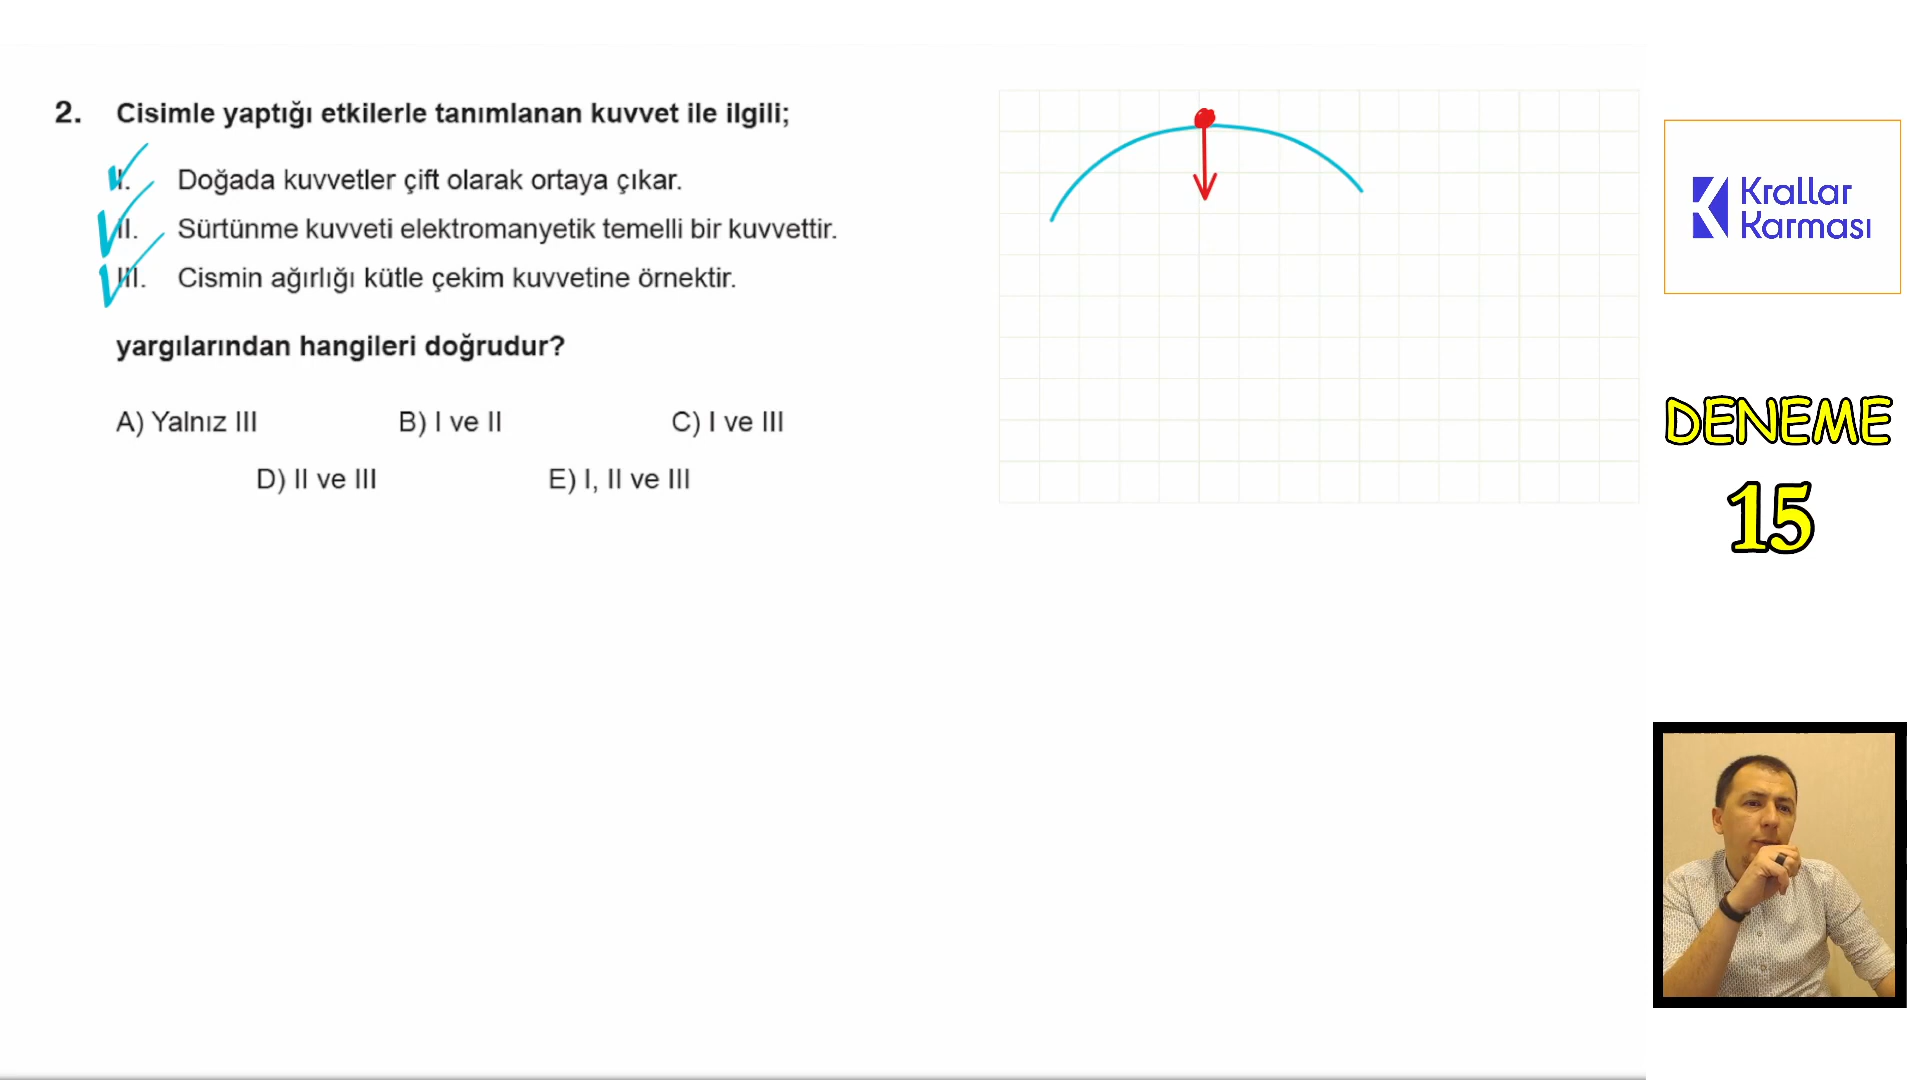 2. Cisimle yaptığı etkilerle tanımlanan kuvvet ile ilgili;
I. Doğada kuvvetler çift olarak ortaya çıkar.
II. Sürtünme kuvveti elektromanyetik temelli bir kuvvettir.
III. Cismin ağırlığı kütle çekim kuvvetine örnektir.
yargılarından hangileri doğrudur?
A) Yalnız III B) I ve II C) I ve III
D) II ve III E) I, II ve III
Krallar
Karması
DENEME
15